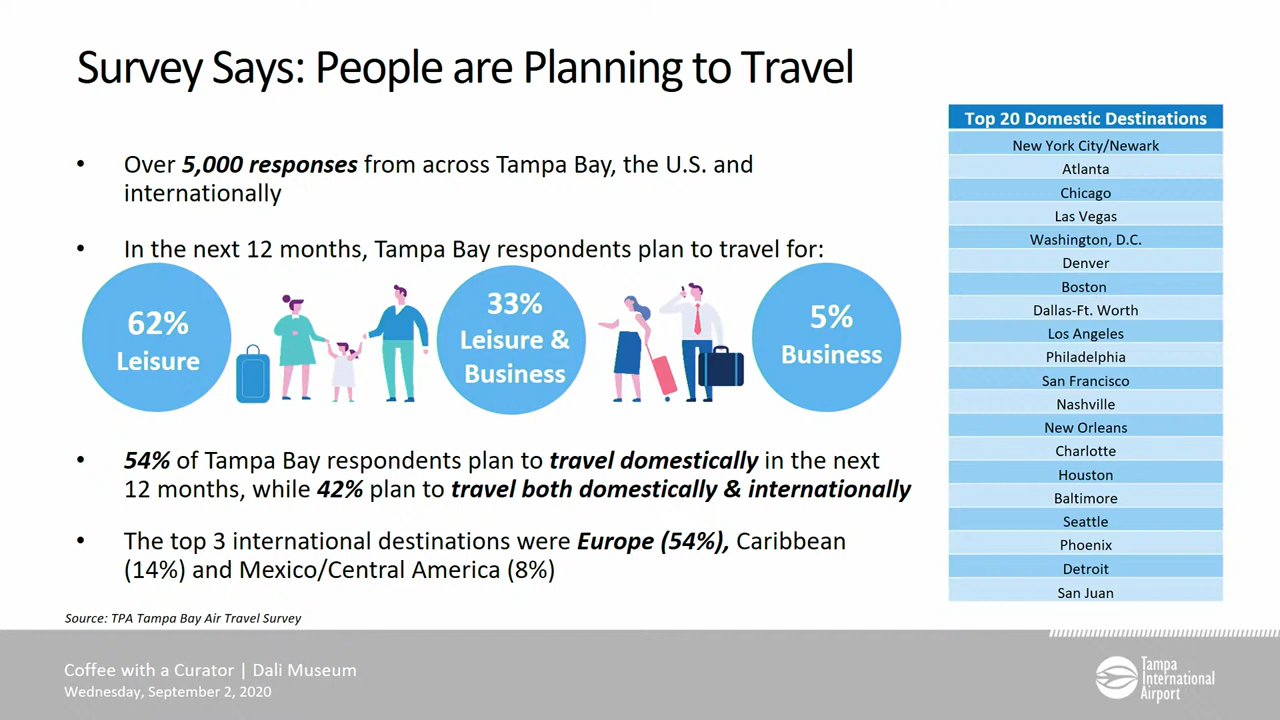 Survey Says: People are Planning to Travel
• Over 5,000 responses from across Tampa Bay, the U.S. and
internationally
• In the next 12 months, Tampa Bay respondents plan to travel for:
62%
Leisure
33%
Leisure &
Business
5%
Business
• 54% of Tampa Bay respondents plan to travel domestically in the next
12 months, while 42% plan to travel both domestically & internationally
• The top 3 international destinations were Europe (54%), Caribbean
(14%) and Mexico/Central America (8%)
Source: TPA Tampa Bay Air Travel Survey
Top 20 Domestic Destinations
New York City/Newark
Atlanta
Chicago
Las Vegas
Washington, D.C.
Denver
Boston
Dallas-Ft. Worth
Los Angeles
Philadelphia
San Francisco
Nashville
New Orleans
Charlotte
Houston
Baltimore
Seattle
Phoenix
Detroit
San Juan
Coffee with a Curator | Dali Museum
Wednesday, September 2, 2020
Tampa
International
Airport